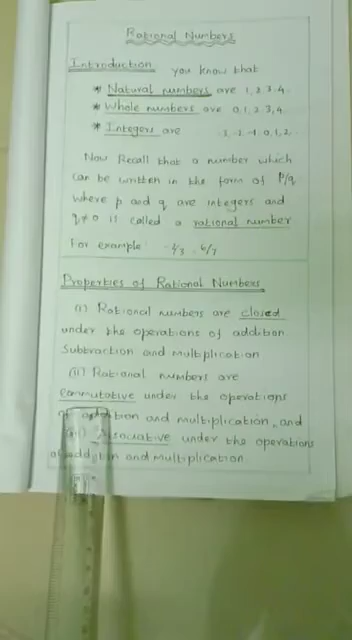 Rational Numbers
Introduction you know that
* Natural numbers are 1, 2, 3, 4..
* Whole numbers are 0, 1, 2, 3, 4,
* Integers are -3, -2, -1, 0, 1, 2..
Now Recall that a number which
can be written in the form of P/q
where p and q are integers and
q≠0 is called a rational number
For example: 6/7
Properties of Rational Numbers
(i) Rational numbers are closed
under the operations of addition
subtraction and multiplication
(ii) Rational numbers are
commutative under the operations
of addition and multiplication, and
(iii) Associative under the operations
of addition and multiplication